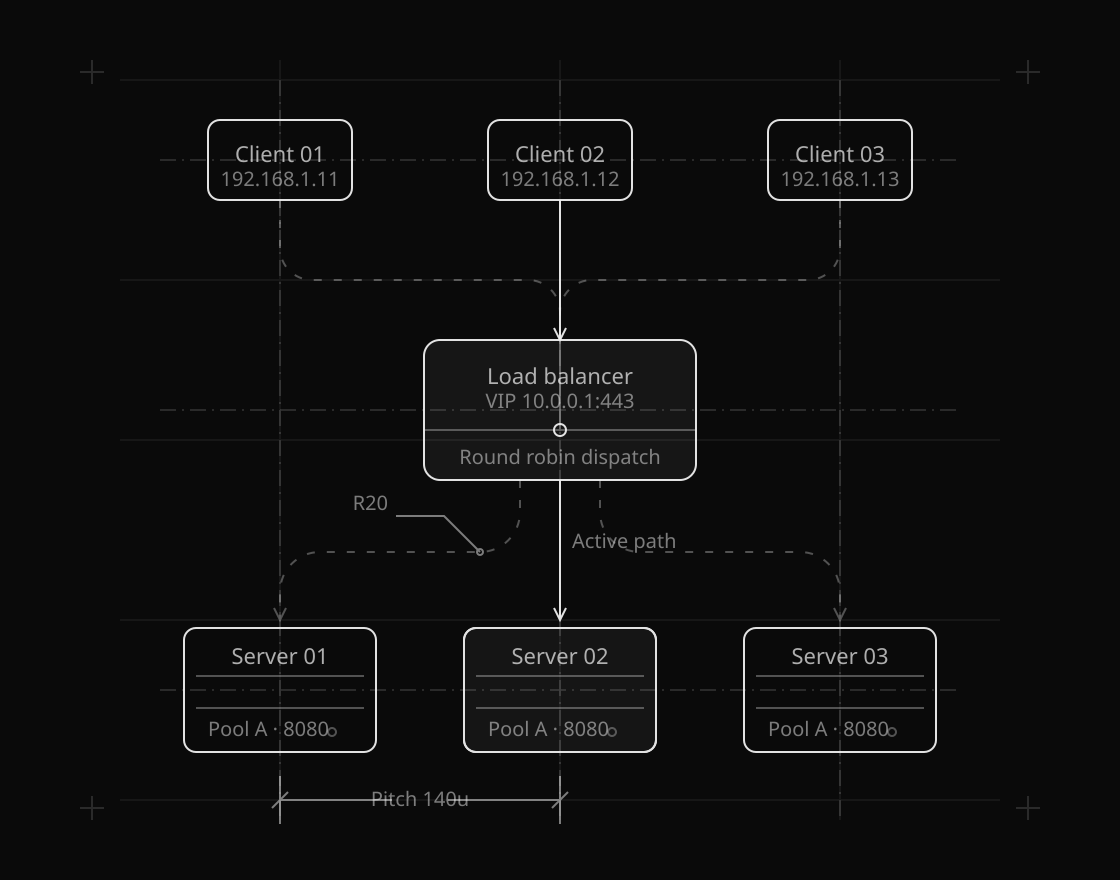 Client 01
192.168.1.11
Client 02
192.168.1.12
Client 03
192.168.1.13
Load balancer
VIP 10.0.0.1:443
Round robin dispatch
R20
Active path
Server 01
Pool A · 8080
Server 02
Pool A · 8080
Server 03
Pool A · 8080
Pitch 140u